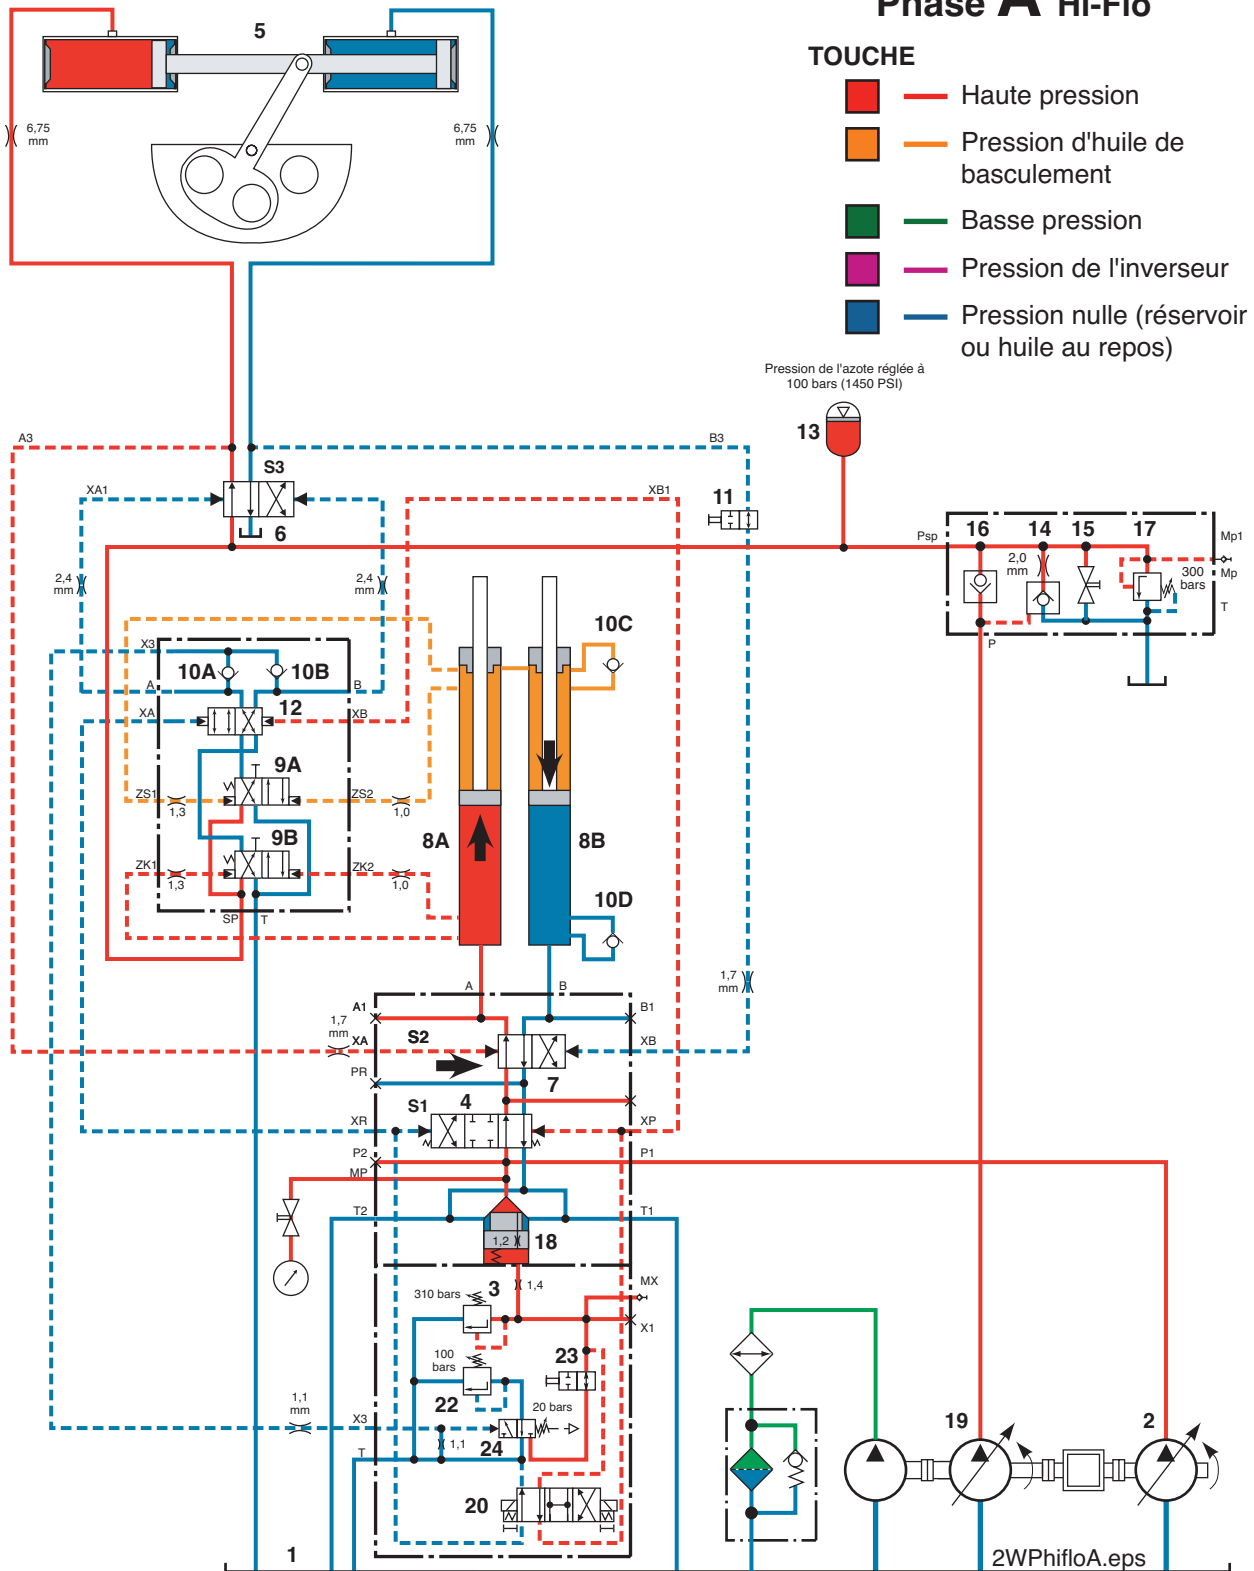 Phase A Hi-Flo
TOUCHE
Haute pression
Pression d'huile de
basculement
Basse pression
Pression de l'inverseur
Pression nulle (réservoir
ou huile au repos)
5
6,75
mm
6,75
mm
Pression de l'azote réglée à
100 bars (1450 PSI)
13
A3
B3
S3
XA1
XB1
11
6
Psp
16
14
15
17
Mp1
2,0
mm
300
bars
Mp
T
P
2,4
mm
2,4
mm
X3
10A
10B
10C
A
B
12
XA
XB
9A
ZS1
ZS2
1,3
1,0
9B
8A
8B
ZK1
ZK2
1,3
1,0
10D
SP
T
1,7
mm
A
B
A1
B1
1,7
mm
XA
S2
XB
PR
7
S1
4
XR
XP
P2
P1
MP
T2
T1
1,2
18
310 bars
3
1,4
MX
X1
100
bars
23
22
1,1
mm
20 bars
X3
1,1
24
T
20
19
2
1
2WPhifloA.eps